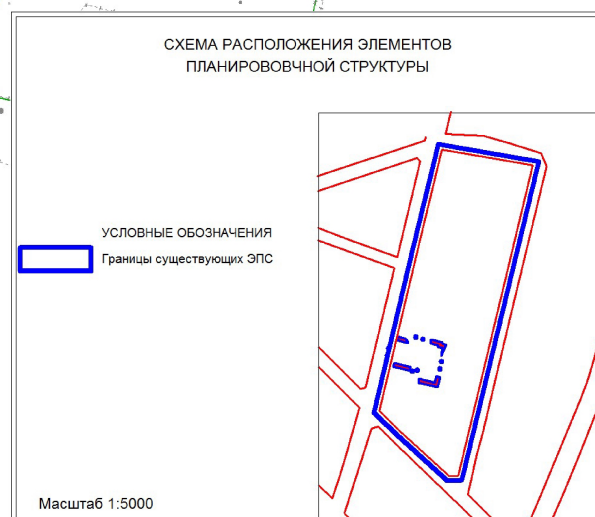 СХЕМА РАСПОЛОЖЕНИЯ ЭЛЕМЕНТОВ
ПЛАНИРОВОВЧНОЙ СТРУКТУРЫ
УСЛОВНЫЕ ОБОЗНАЧЕНИЯ
Границы существующих ЭПС
Масштаб 1:5000